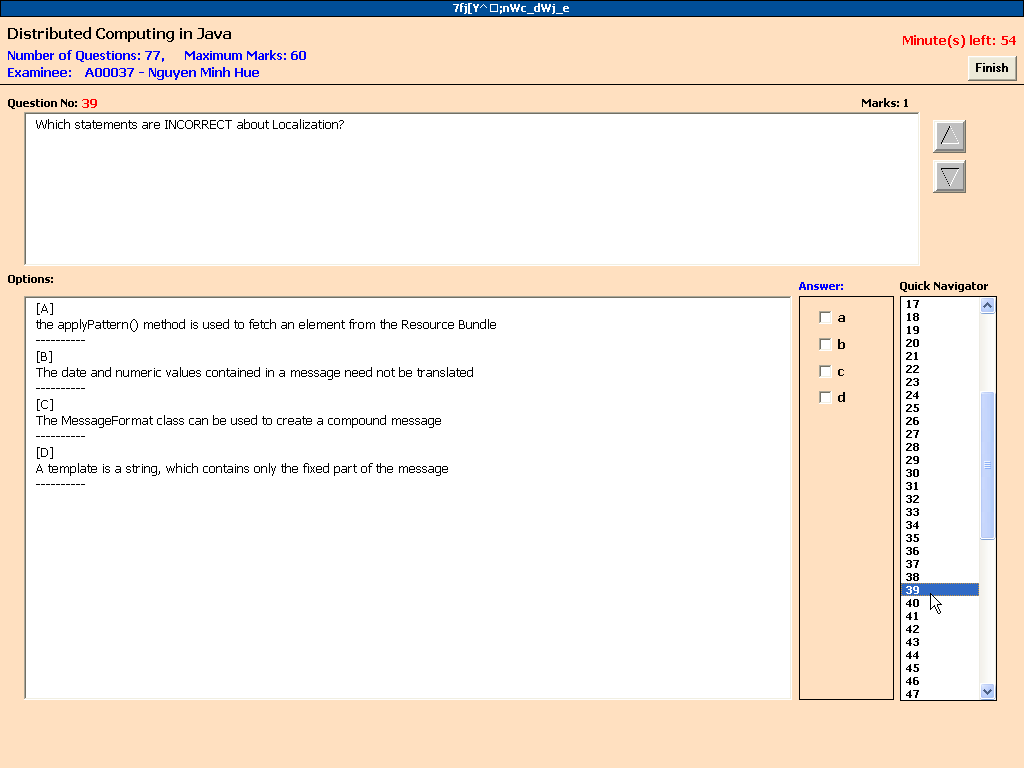 7fj[Y^ □;nWc_dWj_e
Distributed Computing in Java
Number of Questions: 77, Maximum Marks: 60
Minute(s) left: 54
Examinee: A00037 - Nguyen Minh Hue
Finish
Question No: 39
Marks: 1
Which statements are INCORRECT about Localization?
Options:
Answer:
Quick Navigator
[A]
the applyPattern() method is used to fetch an element from the Resource Bundle
----------
[B]
The date and numeric values contained in a message need not be translated
----------
[C]
The MessageFormat class can be used to create a compound message
----------
[D]
A template is a string, which contains only the fixed part of the message
----------
a
b
c
d
17
18
19
20
21
22
23
24
25
26
27
28
29
30
31
32
33
34
35
36
37
38
39
40
41
42
43
44
45
46
47